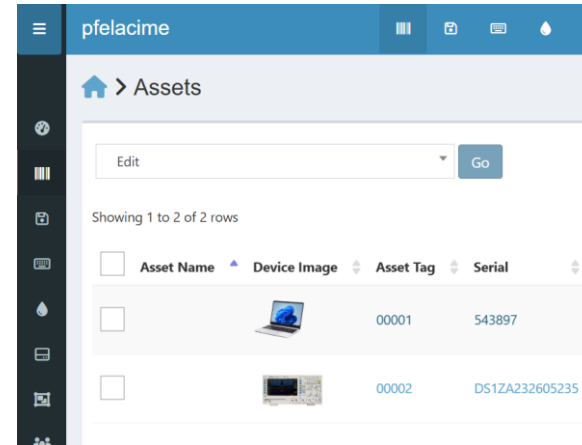 pfelacime
Assets
Edit
Go
Showing 1 to 2 of 2 rows
Asset Name Device Image Asset Tag Serial
00001 543897
00002 DS1ZA232605235